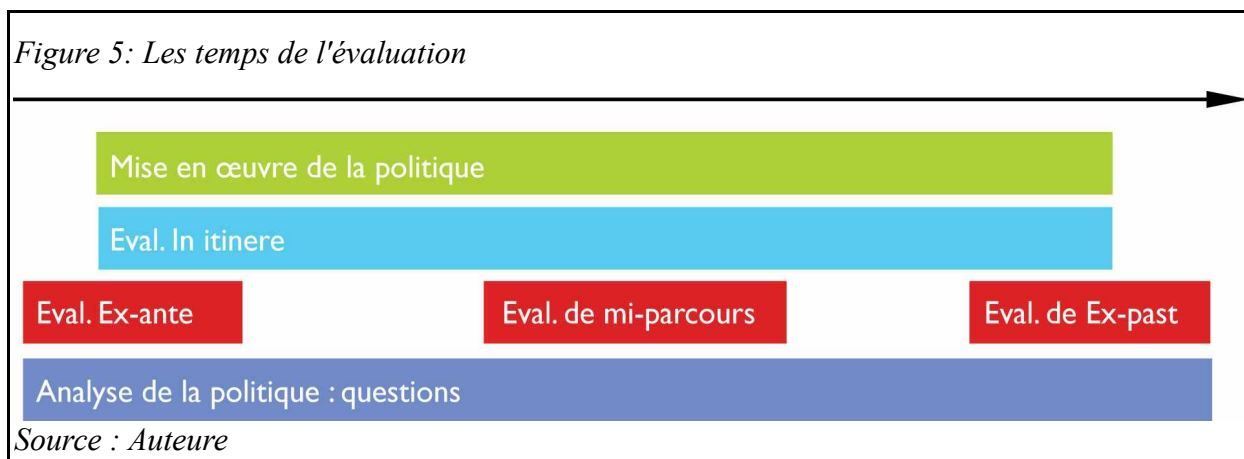 Figure 5: Les temps de l'évaluation
Mise en œuvre de la politique
Eval. In itinere
Eval. Ex-ante
Eval. de mi-parcours
Eval. de Ex-past
Analyse de la politique : questions
Source : Auteure